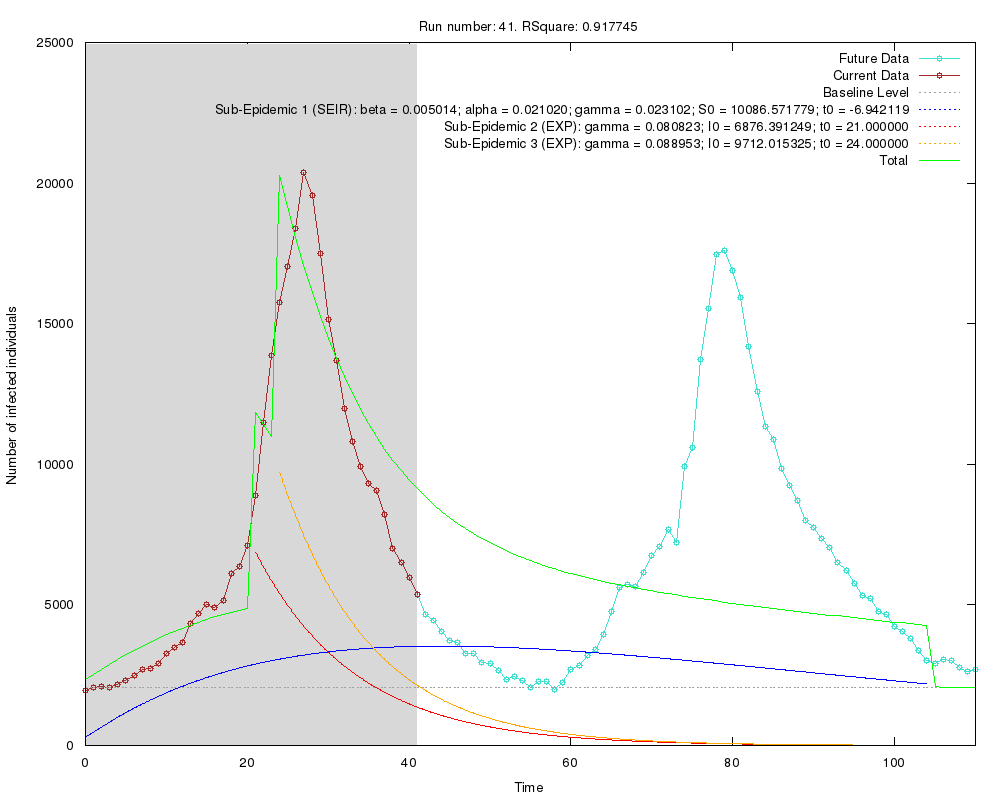 Run number: 41. RSquare: 0.917745
25000
20000
15000
10000
5000
0
Number of infected individuals
Future Data
Current Data
Baseline Level
Sub-Epidemic 1 (SEIR): beta = 0.005014; alpha = 0.021020; gamma = 0.023102; S0 = 10086.571779; t0 = -6.942119
Sub-Epidemic 2 (EXP): gamma = 0.080823; I0 = 6876.391249; t0 = 21.000000
Sub-Epidemic 3 (EXP): gamma = 0.088953; I0 = 9712.015325; t0 = 24.000000
Total
0 20 40 60 80 100
Time